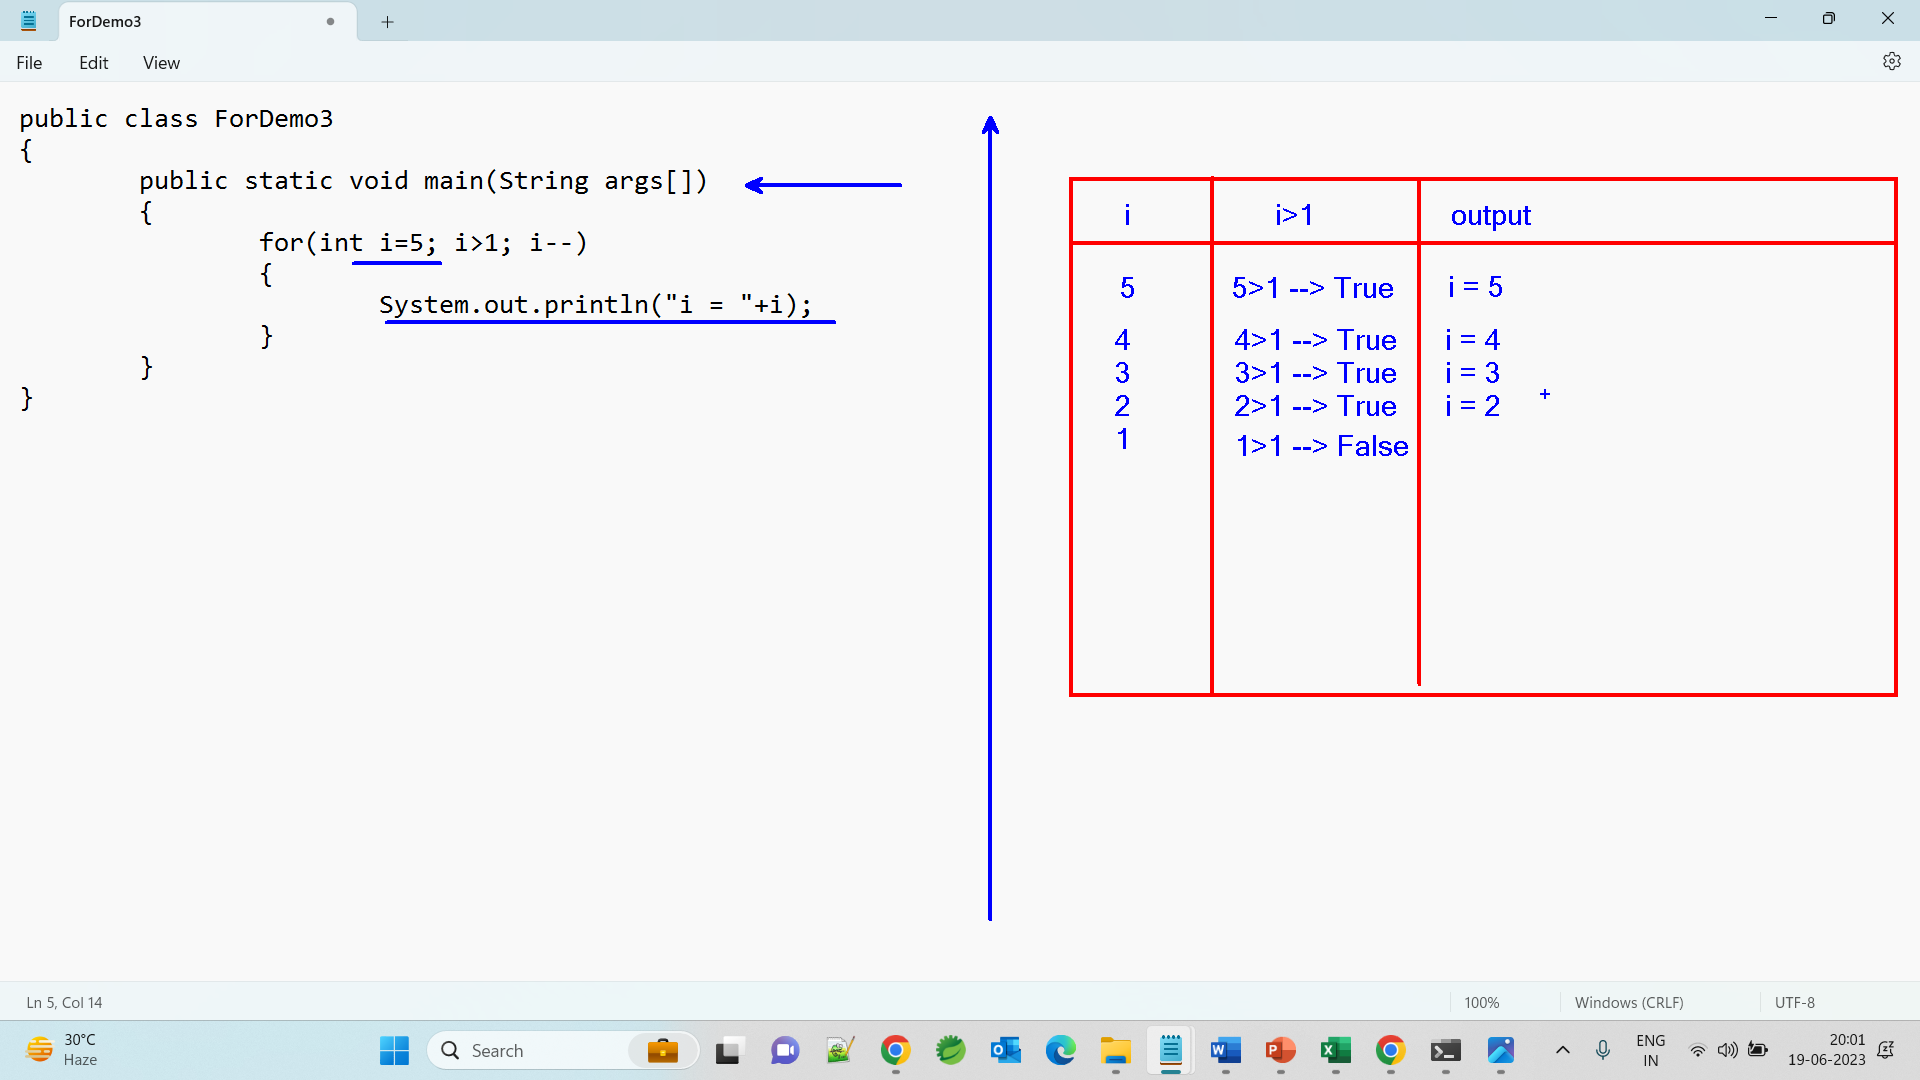 ForDemo3
File Edit View
public class ForDemo3
{
public static void main(String args[])
{
for(int i=5; i>1; i--)
{
System.out.println("i = "+i);
}
}
}
i i>1 output
5 5>1 --> True i = 5
4 4>1 --> True i = 4
3 3>1 --> True i = 3
2 2>1 --> True i = 2
1 1>1 --> False
Ln 5, Col 14 100% Windows (CRLF) UTF-8
30°C
Haze
Search
ENG
IN
20:01
19-06-2023